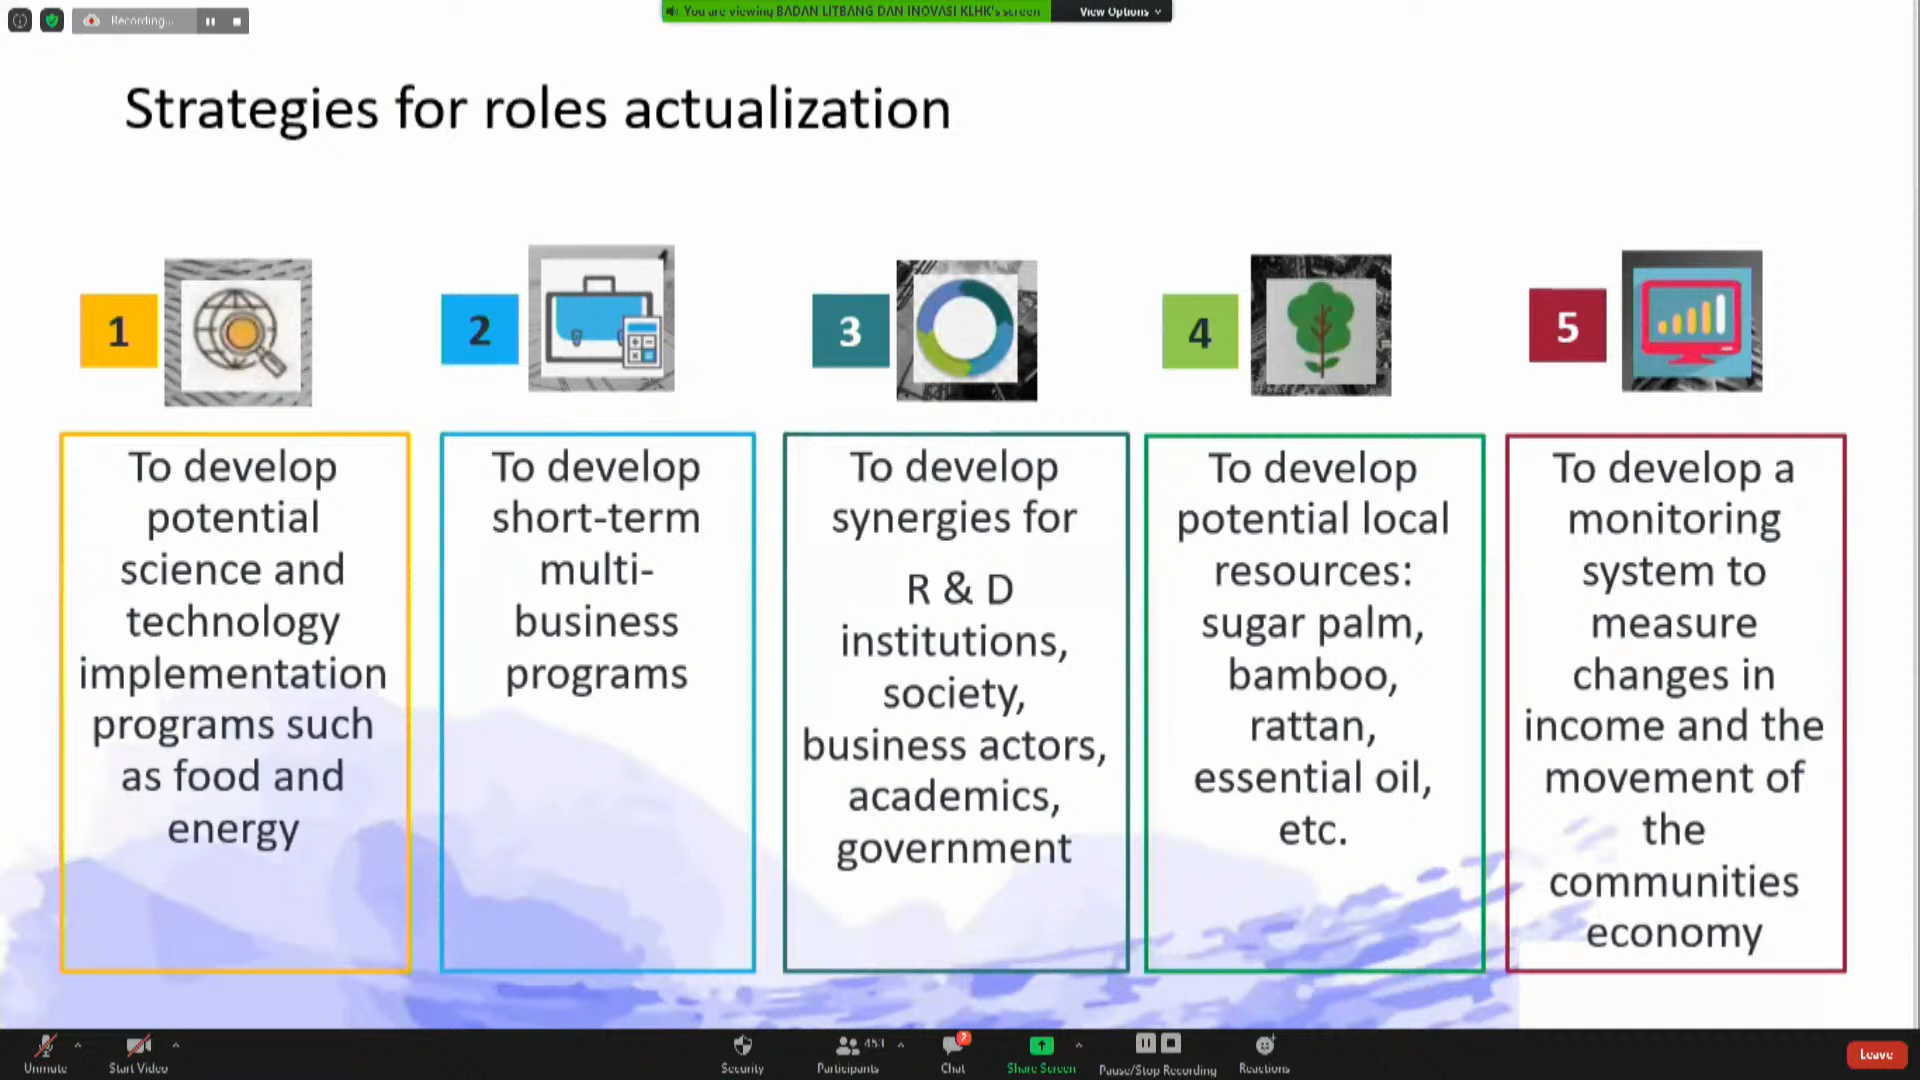 Recording...
You are viewing BADAN LITBANG DAN INOVASI KLHK's screen
View Options
Strategies for roles actualization
1
2
3
4
5
To develop
potential
science and
technology
implementation
programs such
as food and
energy
To develop
short-term
multi-
business
programs
To develop
synergies for
R & D
institutions,
society,
business actors,
academics,
government
To develop
potential local
resources:
sugar palm,
bamboo,
rattan,
essential oil,
etc.
To develop a
monitoring
system to
measure
changes in
income and the
movement of
the
communities
economy
Unmute
Start Video
Security
Participants
Chat
Share Screen
Pause/Stop Recording
Reactions
Leave